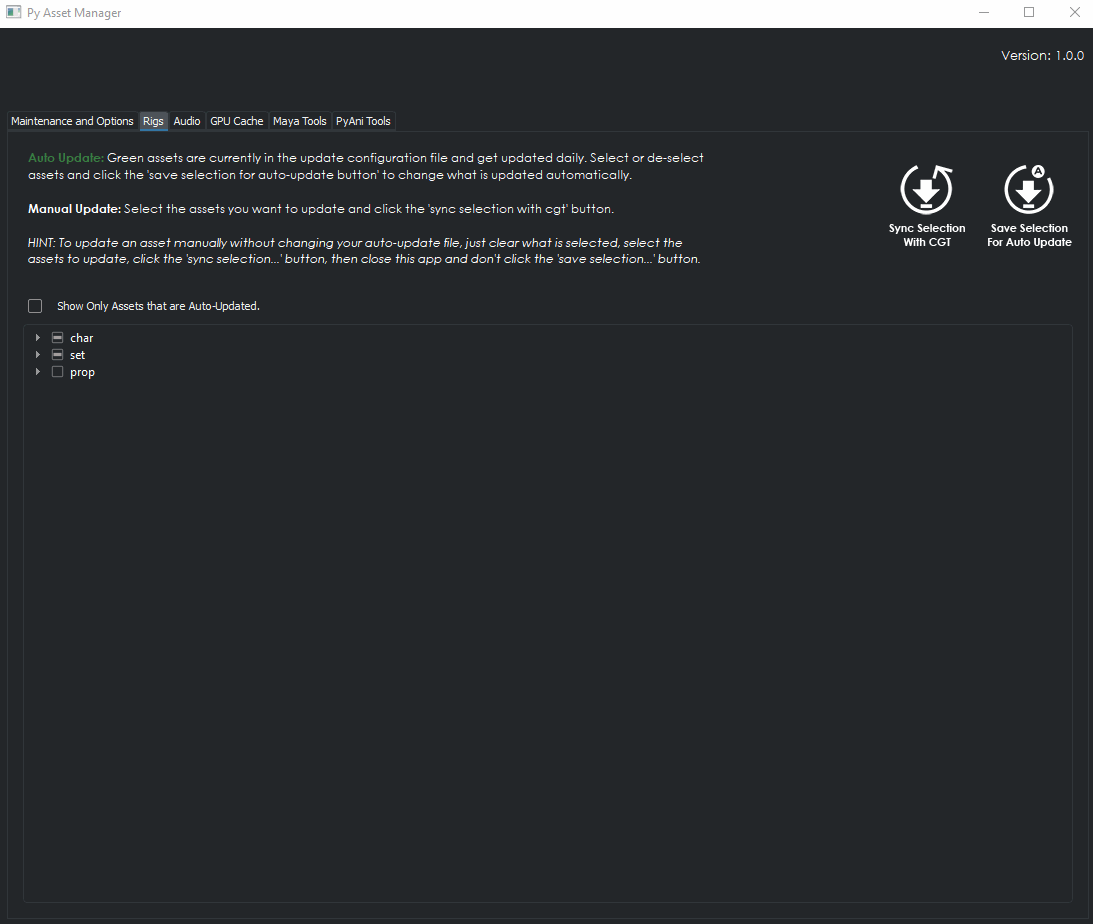 Py Asset Manager
Version: 1.0.0
Maintenance and Options Rigs Audio GPU Cache Maya Tools PyAni Tools
Auto Update: Green assets are currently in the update configuration file and get updated daily. Select or de-select
assets and click the 'save selection for auto-update button' to change what is updated automatically.
Manual Update: Select the assets you want to update and click the 'sync selection with cgt' button.
HINT: To update an asset manually without changing your auto-update file, just clear what is selected, select the
assets to update, click the 'sync selection...' button, then close this app and don't click the 'save selection...' button.
A
Sync Selection
With CGT
Save Selection
For Auto Update
Show Only Assets that are Auto-Updated.
char
set
prop